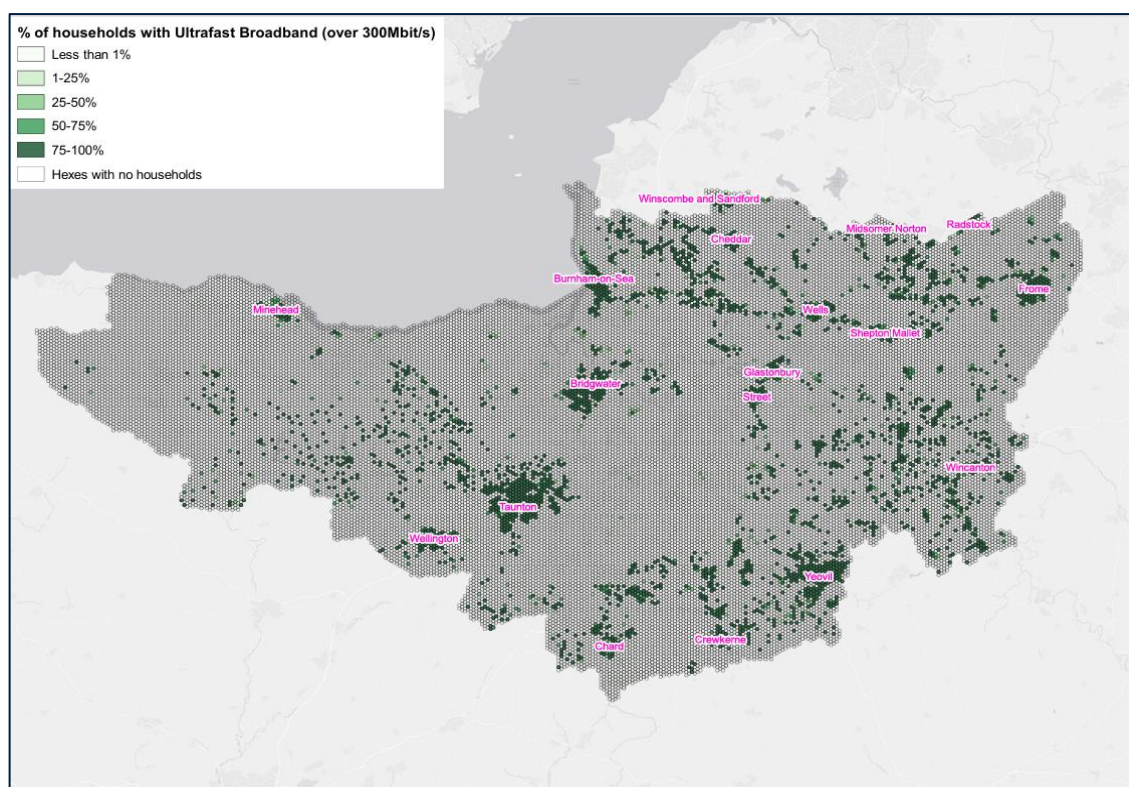 % of households with Ultrafast Broadband (over 300Mbit/s)
Less than 1%
1-25%
25-50%
50-75%
75-100%
Hexes with no households
Winscombe and Sandford
Cheddar
Midsomer Norton
Radstock
Burnham-on-Sea
Frome
Minehead
Wells
Shepton Mallet
Glastonbury
Bridgwater
Street
Wincanton
Taunton
Wellington
Yeovil
Crewkerne
Chard